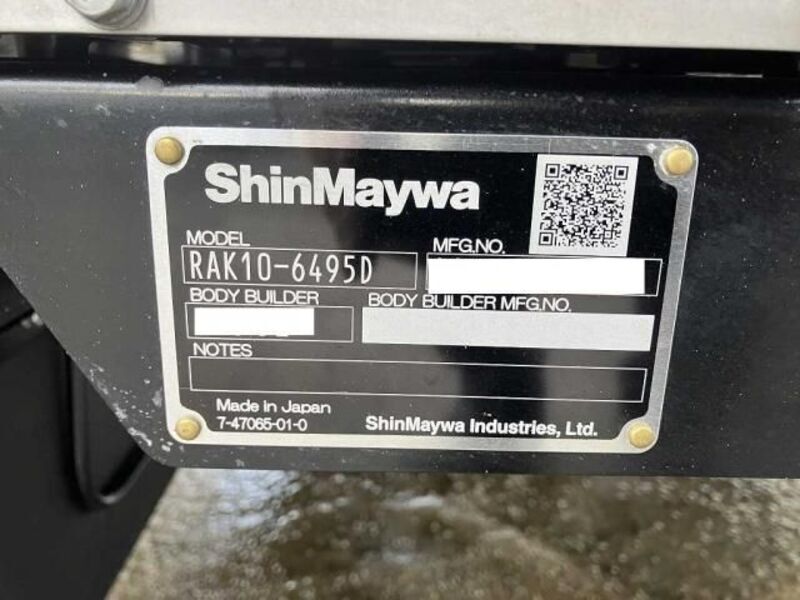 ShinMaywa
MODEL
MFG.NO.
RAK10-6495D
BODY BUILDER
BODY BUILDER MFG.NO.
NOTES
Made in Japan
7-47065-01-0
ShinMaywa Industries, Ltd.